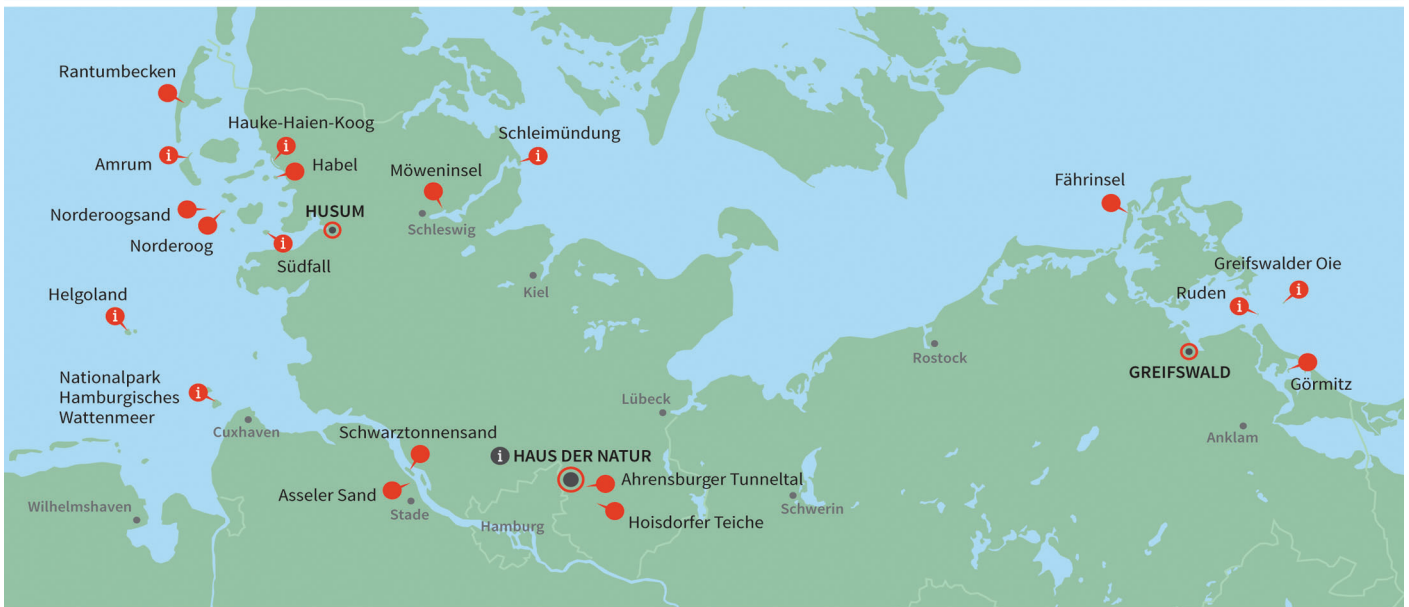 Rantumbecken
Hauke-Haien-Koog
i
Schleimündung
i
Amrum
i
Habel
Möweninsel
Fährinsel
Norderoogsand
HUSUM
Schleswig
Norderoog
i
Südfall
Greifswalder Oie
i
Kiel
Helgoland
i
Ruden
i
Rostock
GREIFSWALD
Görmitz
Nationalpark
Hamburgisches
Wattenmeer
i
Lübeck
Cuxhaven
Schwarztonnensand
Anklam
i HAUS DER NATUR
Ahrensburger Tunneltal
Asseler Sand
Stade
Schwerin
Wilhelmshaven
Hamburg
Hoisdorfer Teiche